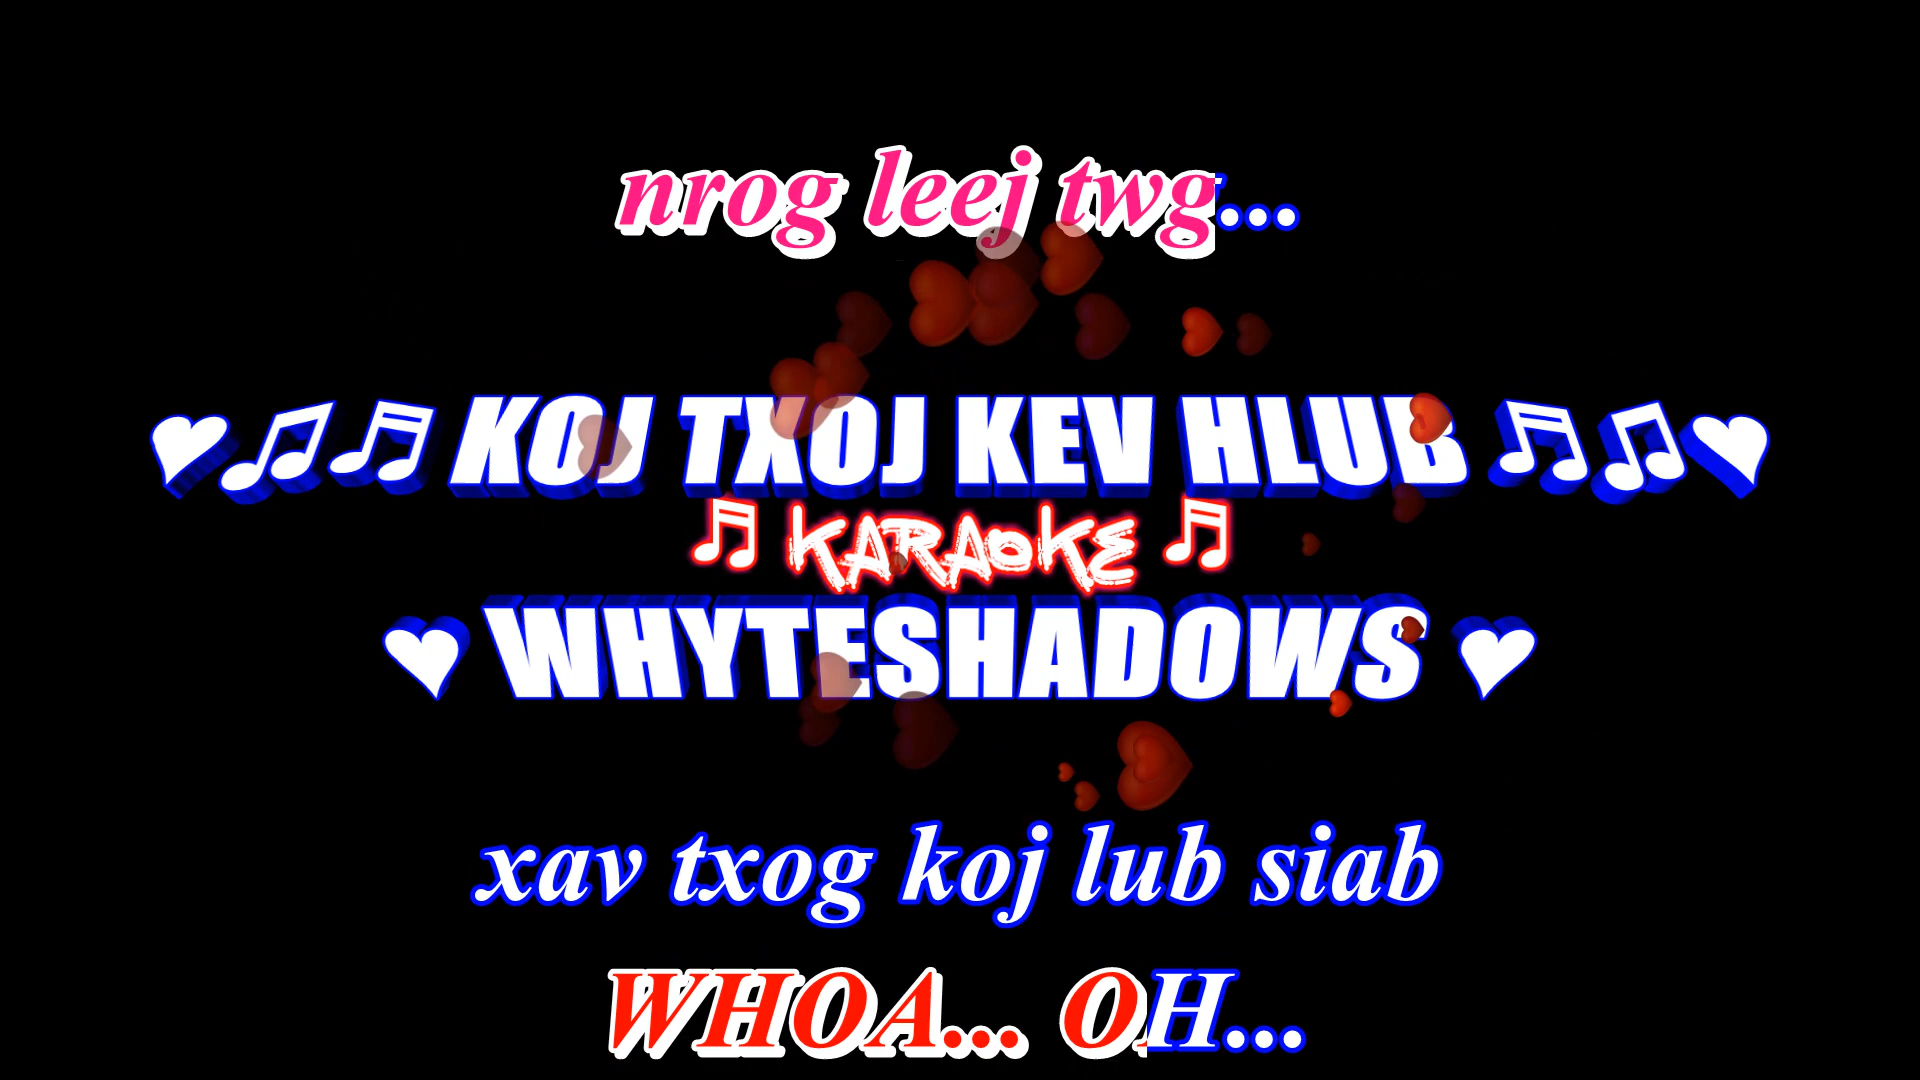 nrog leej twg...
♥♫♬ KOJ TXOJ KEV HLUB ♬♫♥
♬ KARAOKE ♬
♥ WHYTESHADOWS ♥
xav txog koj lub siab
WHOA... OH...